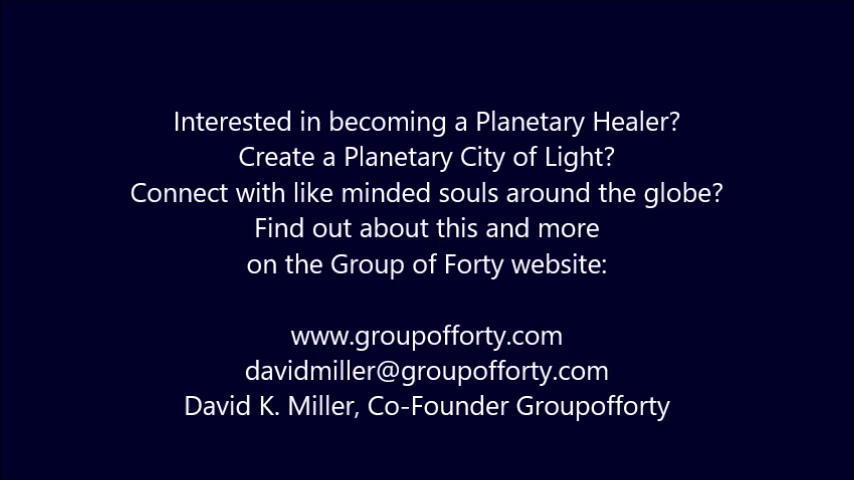 Interested in becoming a Planetary Healer?
Create a Planetary City of Light?
Connect with like minded souls around the globe?
Find out about this and more
on the Group of Forty website:
www.groupofforty.com
davidmiller@groupofforty.com
David K. Miller, Co-Founder Groupofforty